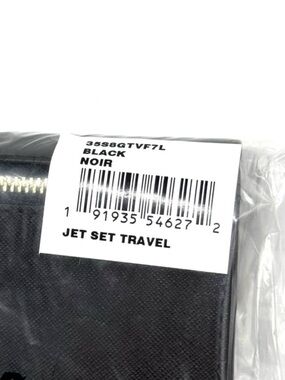 35S8GTVF7L
BLACK
NOIR
1 91935 54627 2
JET SET TRAVEL